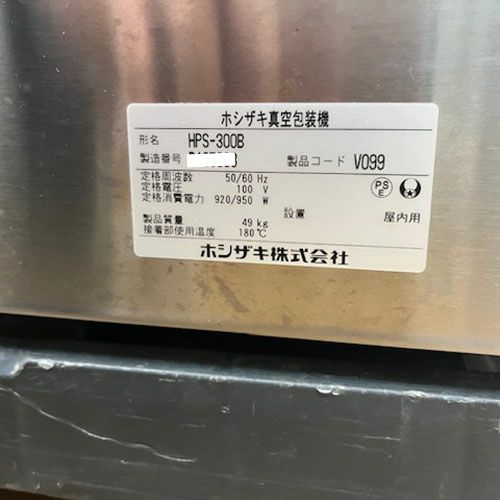 ホシザキ真空包装機
形名 HPS-300B
製造番号 製品コード V099
定格周波数 50/60 Hz
定格電圧 100 V
定格消費電力 920/950 W
PSE
設置 屋内用
製品質量 49 kg
接着部使用温度 180℃
ホシザキ株式会社